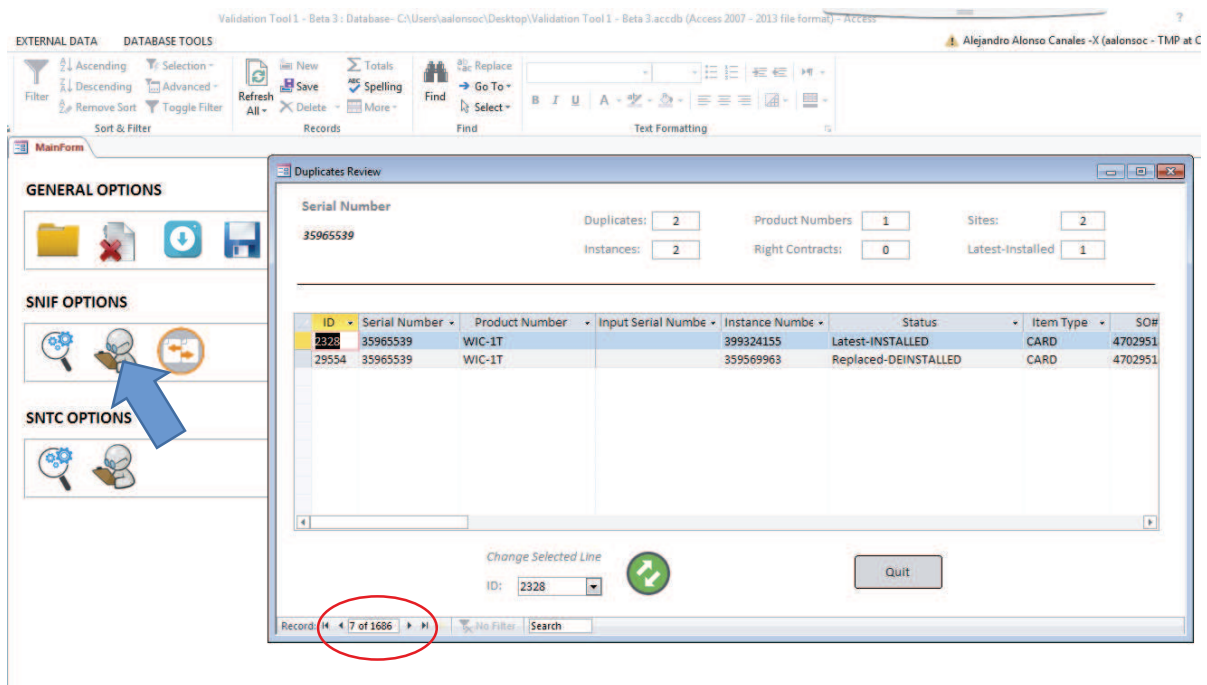 Validation Tool 1 - Beta 3 : Database- C:\Users\aalonsoc\Desktop\Validation Tool 1 - Beta 3.accdb (Access 2007 - 2013 file format) - Access ?
EXTERNAL DATA DATABASE TOOLS Alejandro Alonso Canales -X (aalonsoc - TMP at C
Ascending Selection New Totals Replace
Filter Descending Advanced Refresh All Save Spelling Find Go To
Remove Sort Toggle Filter Delete More Select B I U A
Sort & Filter Records Find Text Formatting
MainForm
Duplicates Review
GENERAL OPTIONS
Serial Number
35965539
Duplicates: 2 Product Numbers 1 Sites: 2
Instances: 2 Right Contracts: 0 Latest-Installed 1
SNIF OPTIONS
ID Serial Number Product Number Input Serial Numbe Instance Numbe Status Item Type SO#
2328 35965539 WIC-1T 399324155 Latest-INSTALLED CARD 4702951
29554 35965539 WIC-1T 359569963 Replaced-DEINSTALLED CARD 4702951
SNTC OPTIONS
Change Selected Line
ID: 2328
Quit
Record: 7 of 1686 No Filter Search